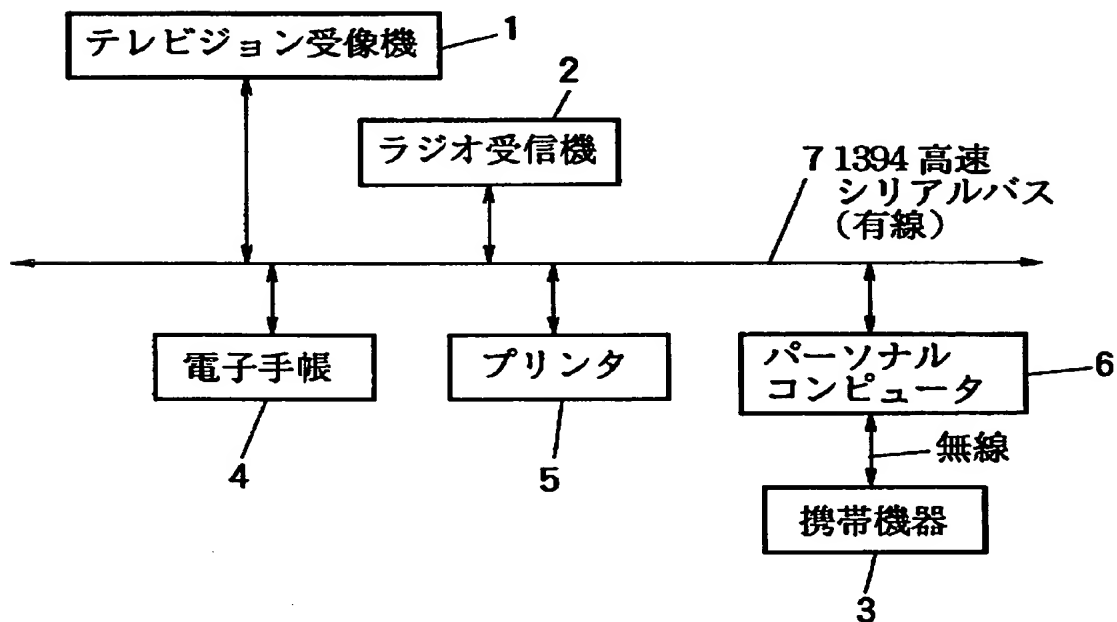 テレビジョン受像機
1
2
ラジオ受信機
7 1394 高速
シリアルバス
(有線)
電子手帳
プリンタ
パーソナル
コンピュータ
6
4
5
無線
携帯機器
3